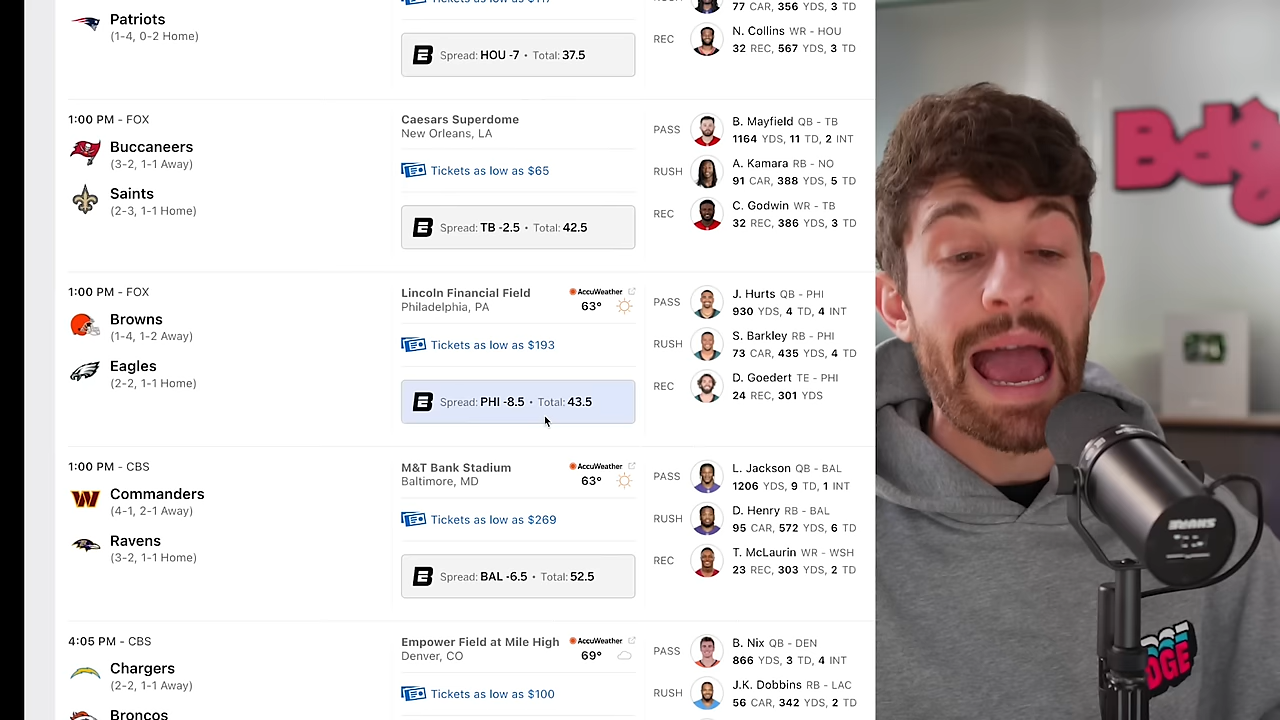 Patriots
(1-4, 0-2 Home)
Spread: HOU -7 • Total: 37.5
77 CAR, 356 YDS, 3 TD
REC
N. Collins WR - HOU
32 REC, 567 YDS, 3 TD
1:00 PM - FOX
Buccaneers
(3-2, 1-1 Away)
Saints
(2-3, 1-1 Home)
Caesars Superdome
New Orleans, LA
Tickets as low as $65
Spread: TB -2.5 • Total: 42.5
PASS
B. Mayfield QB - TB
1164 YDS, 11 TD, 2 INT
RUSH
A. Kamara RB - NO
91 CAR, 388 YDS, 5 TD
REC
C. Godwin WR - TB
32 REC, 386 YDS, 3 TD
1:00 PM - FOX
Browns
(1-4, 1-2 Away)
Eagles
(2-2, 1-1 Home)
Lincoln Financial Field
Philadelphia, PA
AccuWeather
63°
Tickets as low as $193
Spread: PHI -8.5 • Total: 43.5
PASS
J. Hurts QB - PHI
930 YDS, 4 TD, 4 INT
RUSH
S. Barkley RB - PHI
73 CAR, 435 YDS, 4 TD
REC
D. Goedert TE - PHI
24 REC, 301 YDS
1:00 PM - CBS
Commanders
(4-1, 2-1 Away)
Ravens
(3-2, 1-1 Home)
M&T Bank Stadium
Baltimore, MD
AccuWeather
63°
Tickets as low as $269
Spread: BAL -6.5 • Total: 52.5
PASS
L. Jackson QB - BAL
1206 YDS, 9 TD, 1 INT
RUSH
D. Henry RB - BAL
95 CAR, 572 YDS, 6 TD
REC
T. McLaurin WR - WSH
23 REC, 303 YDS, 2 TD
4:05 PM - CBS
Chargers
(2-2, 1-1 Away)
Broncos
Empower Field at Mile High
Denver, CO
AccuWeather
69°
Tickets as low as $100
PASS
B. Nix QB - DEN
866 YDS, 3 TD, 4 INT
RUSH
J.K. Dobbins RB - LAC
56 CAR, 342 YDS, 2 TD